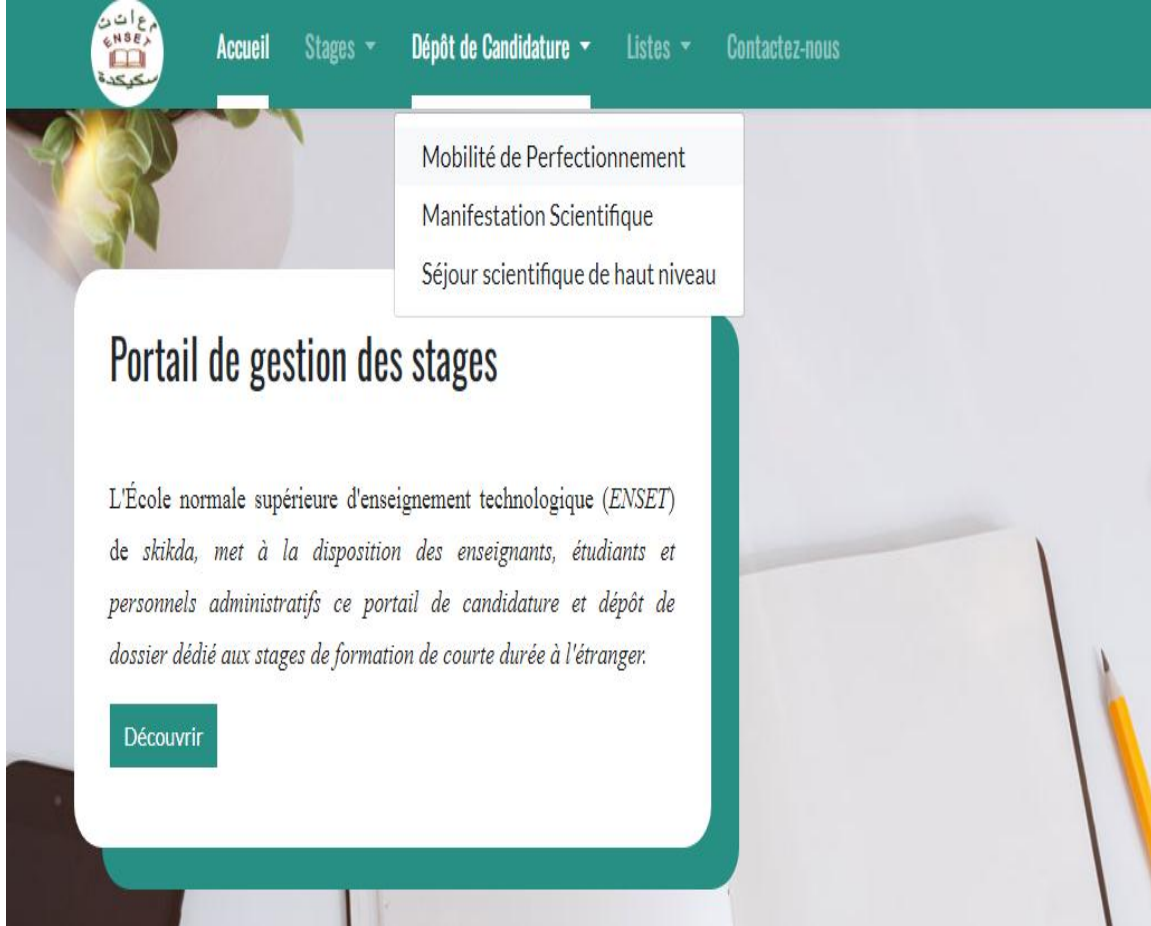 م ع ا ت ت
ENSET
سكيكدة
Accueil Stages Dépôt de Candidature Listes Contactez-nous
Mobilité de Perfectionnement
Manifestation Scientifique
Séjour scientifique de haut niveau
Portail de gestion des stages
L'École normale supérieure d'enseignement technologique (ENSET)
de skikda, met à la disposition des enseignants, étudiants et
personnels administratifs ce portail de candidature et dépôt de
dossier dédié aux stages de formation de courte durée à l'étranger.
Découvrir